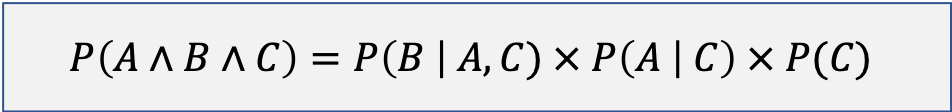 P(A ∧ B ∧ C) = P(B | A, C) × P(A | C) × P(C)